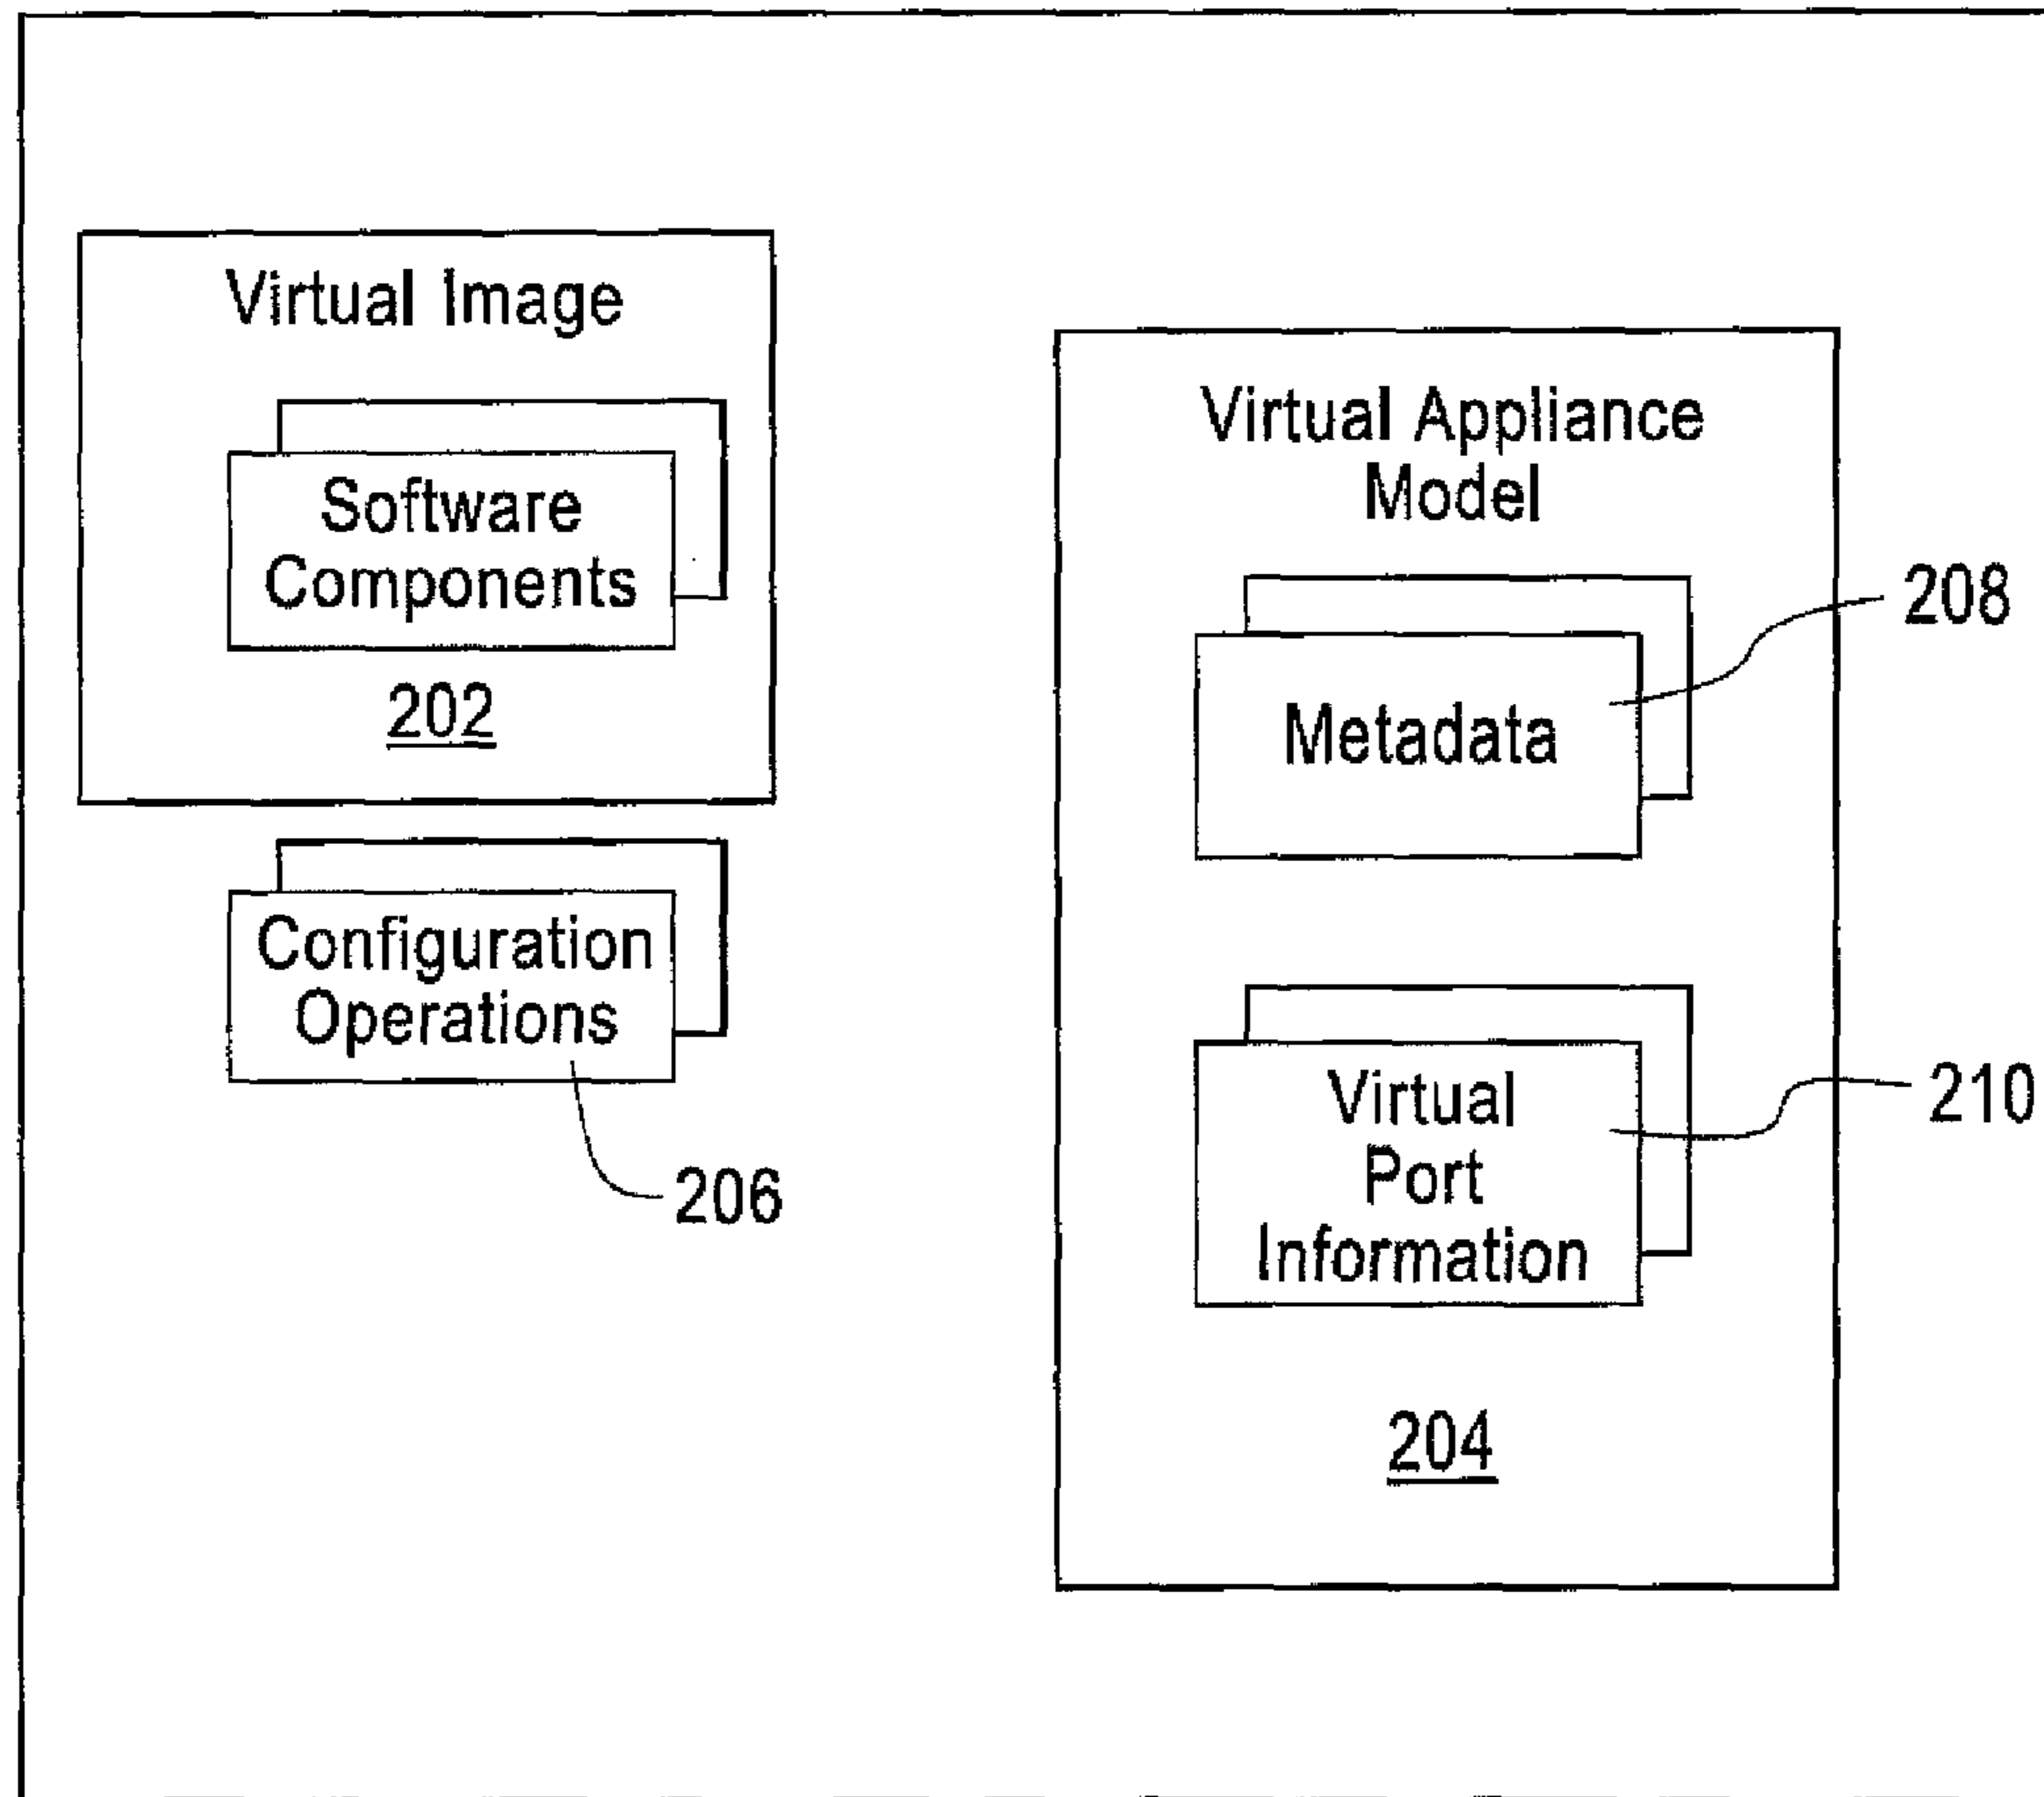 Virtual Image
Software
Components
202
Configuration
Operations
206
Virtual Appliance
Model
Metadata
208
Virtual
Port
Information
210
204